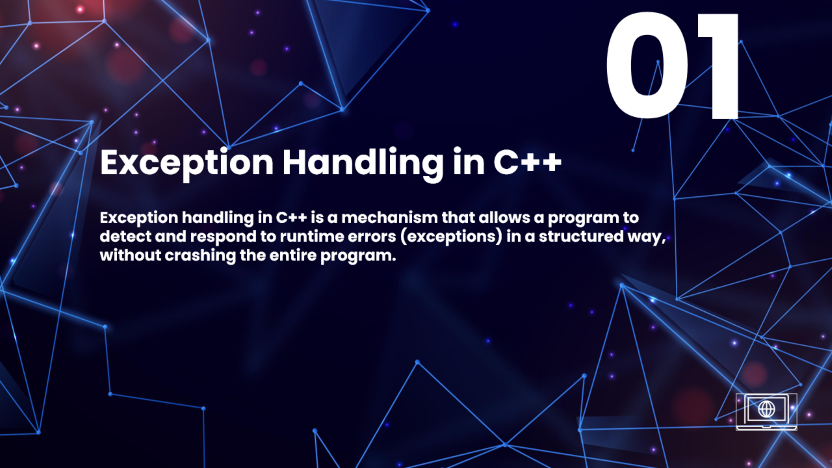 01
Exception Handling in C++
Exception handling in C++ is a mechanism that allows a program to
detect and respond to runtime errors (exceptions) in a structured way,
without crashing the entire program.